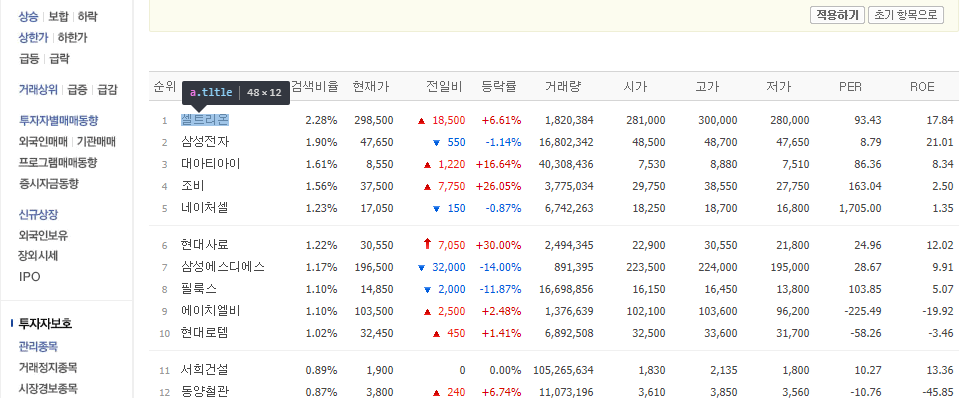 상승 | 보합 | 하락
상한가 | 하한가
급등 | 급락
거래상위 | 급증 | 급감
투자자별매매동향
외국인매매 | 기관매매
프로그램매매동향
증시자금동향
신규상장
외국인보유
장외시세
IPO
투자자보호
관리종목
거래정지종목
시장경보종목
적용하기 초기 항목으로
a.tltle | 48 × 12
순위 검색비율 현재가 전일비 등락률 거래량 시가 고가 저가 PER ROE
1 셀트리온 2.28% 298,500 ▲ 18,500 +6.61% 1,820,384 281,000 300,000 280,000 93.43 17.84
2 삼성전자 1.90% 47,650 ▼ 550 -1.14% 16,802,342 48,500 48,700 47,650 8.79 21.01
3 대아티아이 1.61% 8,550 ▲ 1,220 +16.64% 40,308,436 7,530 8,880 7,510 86.36 8.34
4 조비 1.56% 37,500 ▲ 7,750 +26.05% 3,775,034 29,750 38,550 27,750 163.04 2.50
5 네이처셀 1.23% 17,050 ▼ 150 -0.87% 6,742,263 18,250 18,700 16,800 1,705.00 1.35
6 현대사료 1.22% 30,550 ↑ 7,050 +30.00% 2,494,345 22,900 30,550 21,800 24.96 12.02
7 삼성에스디에스 1.17% 196,500 ▼ 32,000 -14.00% 891,395 223,500 224,000 195,000 28.67 9.91
8 필룩스 1.10% 14,850 ▼ 2,000 -11.87% 16,698,856 16,150 16,450 13,800 103.85 5.07
9 에이치엘비 1.10% 103,500 ▲ 2,500 +2.48% 1,376,639 102,100 103,600 96,200 -225.49 -19.92
10 현대로템 1.02% 32,450 ▲ 450 +1.41% 6,892,508 32,500 33,600 31,700 -58.26 -3.46
11 서희건설 0.89% 1,900 0 0.00% 105,265,634 1,830 2,135 1,800 10.27 13.36
12 동양철관 0.87% 3,800 ▲ 240 +6.74% 11,073,196 3,610 3,850 3,560 -10.76 -45.85